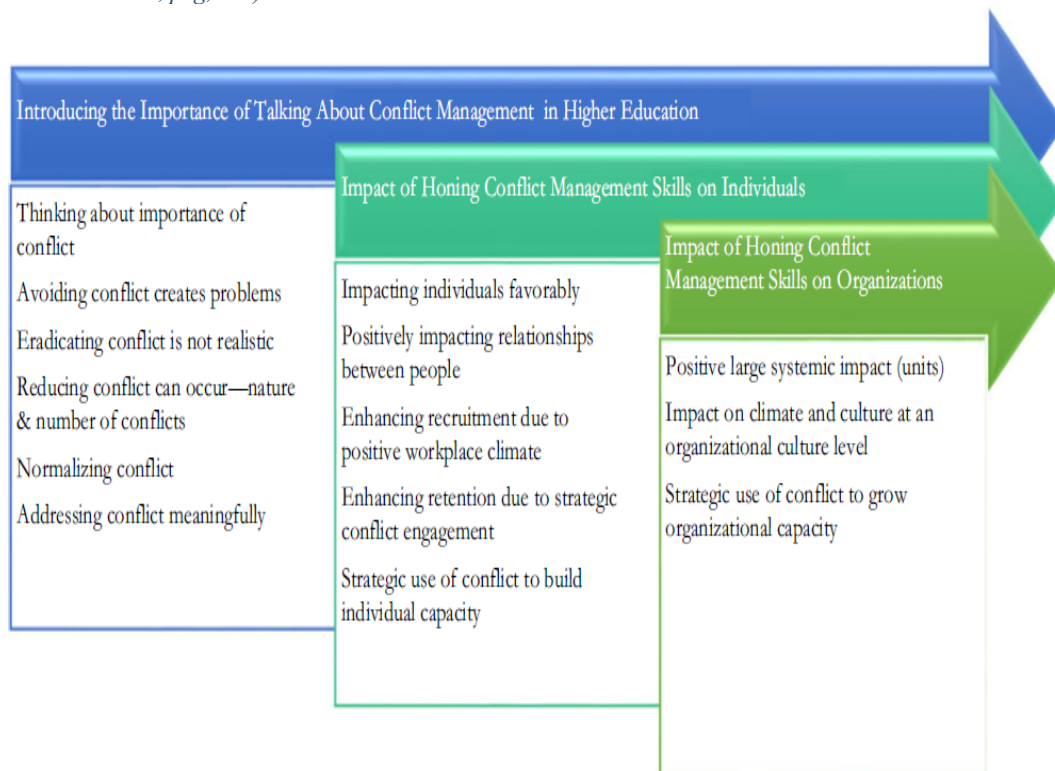 Introducing the Importance of Talking About Conflict Management in Higher Education
Thinking about importance of
conflict
Avoiding conflict creates problems
Eradicating conflict is not realistic
Reducing conflict can occur—nature
& number of conflicts
Normalizing conflict
Addressing conflict meaningfully
Impact of Honing Conflict Management Skills on Individuals
Impacting individuals favorably
Positively impacting relationships
between people
Enhancing recruitment due to
positive workplace climate
Enhancing retention due to strategic
conflict engagement
Strategic use of conflict to build
individual capacity
Impact of Honing Conflict
Management Skills on Organizations
Positive large systemic impact (units)
Impact on climate and culture at an
organizational culture level
Strategic use of conflict to grow
organizational capacity